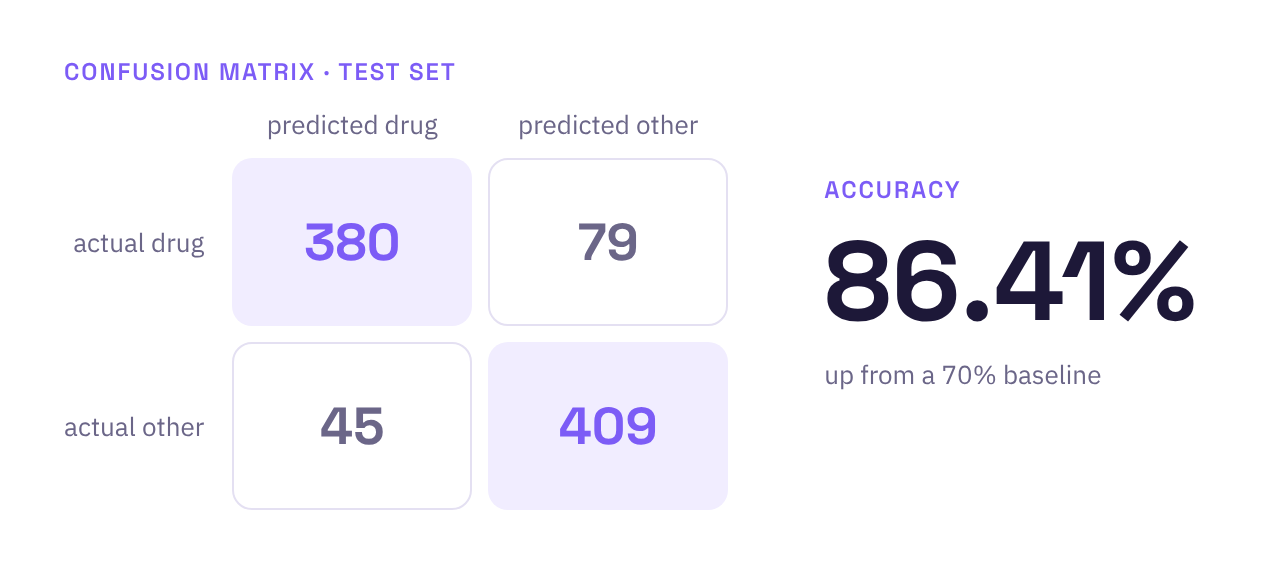 CONFUSION MATRIX · TEST SET
predicted drug predicted other
actual drug 380 79
actual other 45 409
ACCURACY
86.41%
up from a 70% baseline